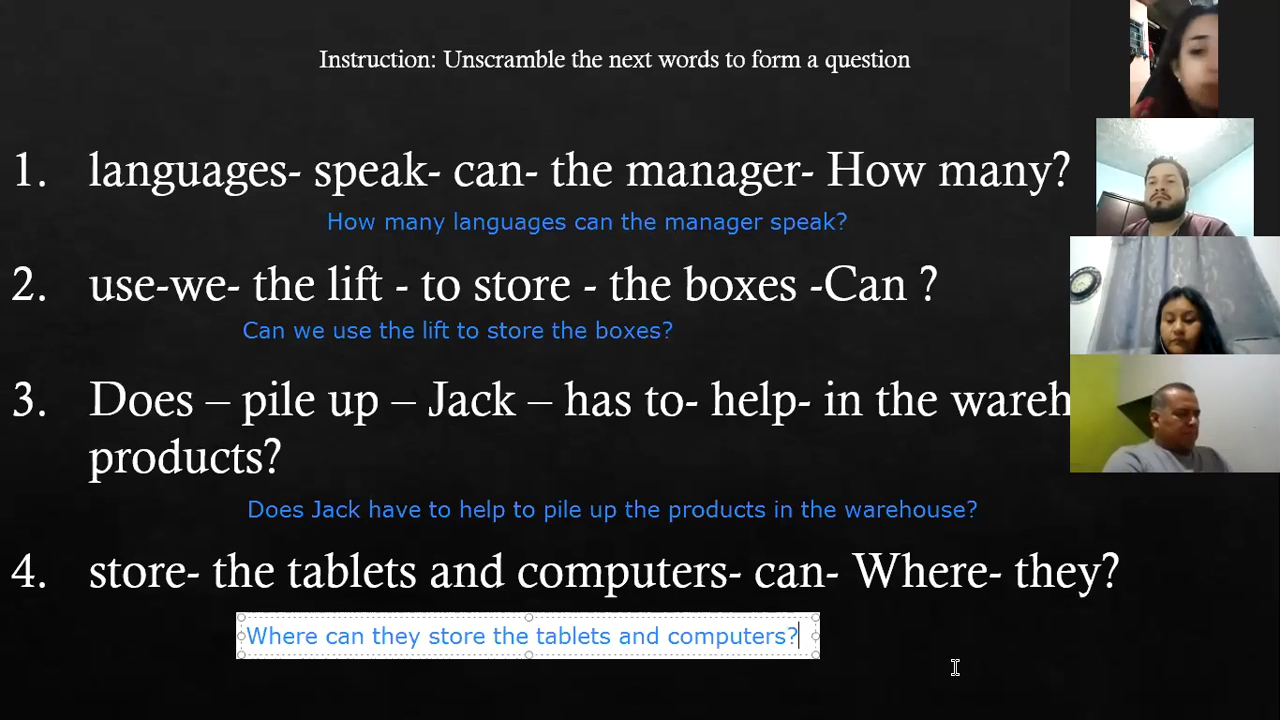 Instruction: Unscramble the next words to form a question
1. languages- speak- can- the manager- How many?
How many languages can the manager speak?
2. use-we- the lift - to store - the boxes -Can ?
Can we use the lift to store the boxes?
3. Does – pile up – Jack – has to- help- in the wareh
products?
Does Jack have to help to pile up the products in the warehouse?
4. store- the tablets and computers- can- Where- they?
Where can they store the tablets and computers?